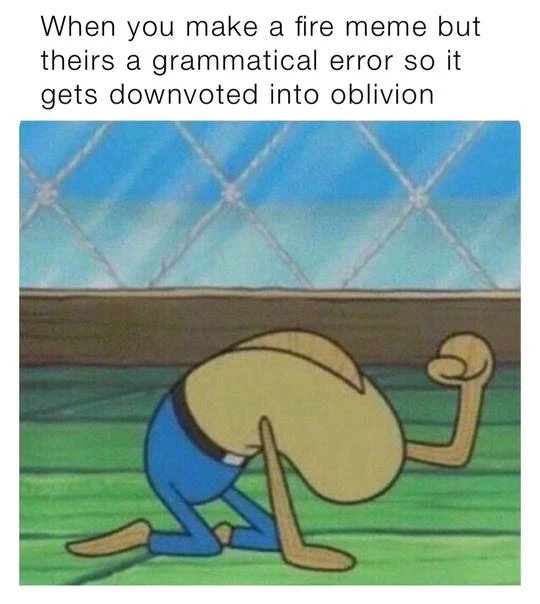 When you make a fire meme but
theirs a grammatical error so it
gets downvoted into oblivion